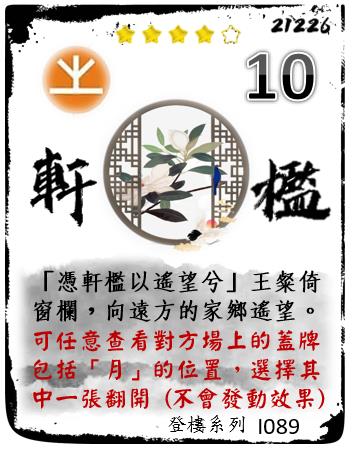 21226
10
軒 檻
「憑軒檻以遙望兮」王粲倚
窗欄，向遠方的家鄉遙望。
可任意查看對方場上的蓋牌
包括「月」的位置，選擇其
中一張翻開 (不會發動效果)
登樓系列 I089